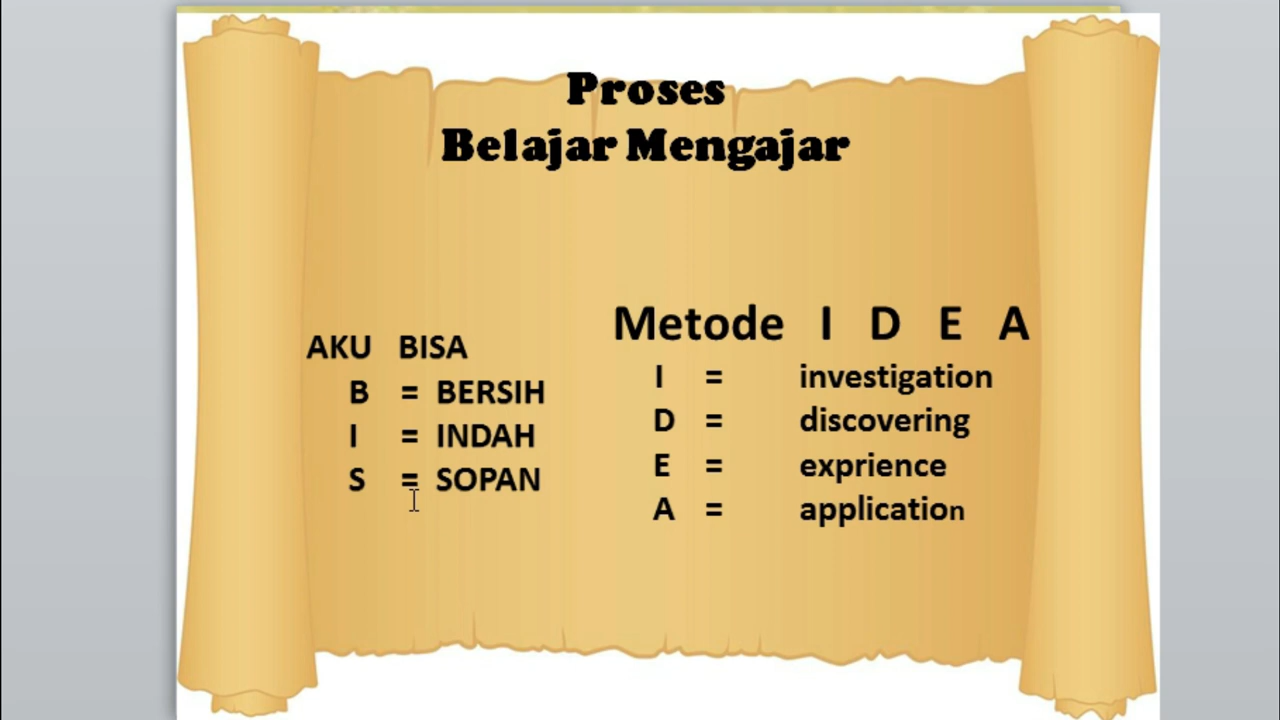 Proses
Belajar Mengajar
AKU BISA
B = BERSIH
I = INDAH
S = SOPAN
Metode I D E A
I = investigation
D = discovering
E = exprience
A = application